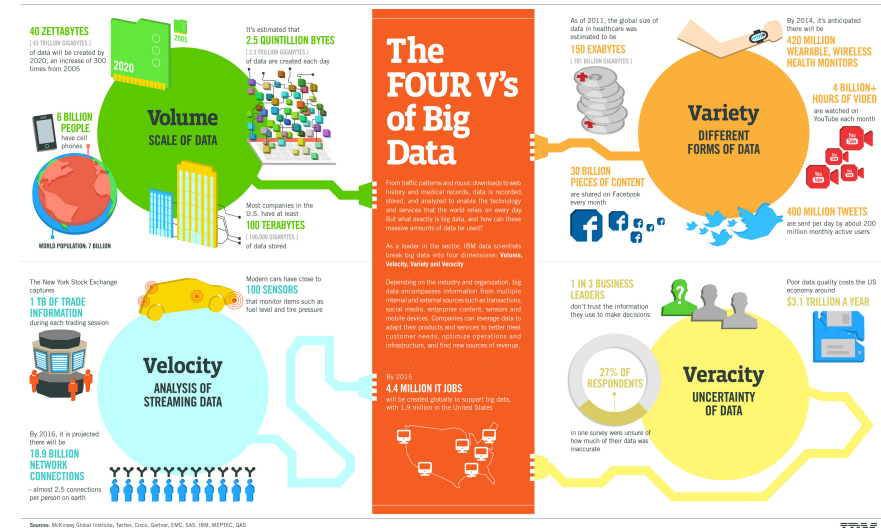 40 ZETTABYTES
[ 43 TRILLION GIGABYTES ]
of data will be created by
2020, an increase of 300
times from 2005
2005
2020
It's estimated that
2.5 QUINTILLION BYTES
[ 2.3 TRILLION GIGABYTES ]
of data are created each day
6 BILLION
PEOPLE
have cell
phones
WORLD POPULATION: 7 BILLION
Volume
SCALE OF DATA
Most companies in the
U.S. have at least
100 TERABYTES
[ 100,000 GIGABYTES ]
of data stored
The New York Stock Exchange
captures
1 TB OF TRADE
INFORMATION
during each trading session
Modern cars have close to
100 SENSORS
that monitor items such as
fuel level and tire pressure
Velocity
ANALYSIS OF
STREAMING DATA
By 2016, it is projected
there will be
18.9 BILLION
NETWORK
CONNECTIONS
– almost 2.5 connections
per person on earth
The
FOUR V's
of Big
Data
From traffic patterns and music downloads to web
history and medical records, data is recorded,
stored, and analyzed to enable the technology
and services that the world relies on every day.
But what exactly is big data, and how can these
massive amounts of data be used?
As a leader in the sector, IBM data scientists
break big data into four dimensions: Volume,
Velocity, Variety and Veracity
Depending on the industry and organization, big
data encompasses information from multiple
internal and external sources such as transactions,
social media, enterprise content, sensors and
mobile devices. Companies can leverage data to
adapt their products and services to better meet
customer needs, optimize operations and
infrastructure, and find new sources of revenue.
By 2015
4.4 MILLION IT JOBS
will be created globally to support big data,
with 1.9 million in the United States
As of 2011, the global size of
data in healthcare was
estimated to be
150 EXABYTES
[ 161 BILLION GIGABYTES ]
By 2014, it's anticipated
there will be
420 MILLION
WEARABLE, WIRELESS
HEALTH MONITORS
4 BILLION+
HOURS OF VIDEO
are watched on
YouTube each month
You
Tube
You
Tube
You
Tube
Variety
DIFFERENT
FORMS OF DATA
30 BILLION
PIECES OF CONTENT
are shared on Facebook
every month
400 MILLION TWEETS
are sent per day by about 200
million monthly active users
1 IN 3 BUSINESS
LEADERS
don't trust the information
they use to make decisions
?
Poor data quality costs the US
economy around
$3.1 TRILLION A YEAR
27% OF
RESPONDENTS
in one survey were unsure of
how much of their data was
inaccurate
Veracity
UNCERTAINTY
OF DATA
Sources: McKinsey Global Institute, Twitter, Cisco, Gartner, EMC, SAS, IBM, MEPTEC, QAS